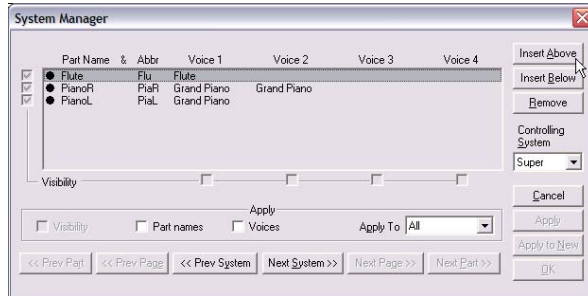 System Manager
Part Name & Abbr Voice 1 Voice 2 Voice 3 Voice 4
Flute Flu Flute
PianoR PiaR Grand Piano Grand Piano
PianoL PiaL Grand Piano
Visibility
Insert Above
Insert Below
Remove
Controlling
System
Super
Cancel
Apply
Apply to New
OK
Apply
Visibility Part names Voices Apply To All
<< Prev Part << Prev Page << Prev System Next System >> Next Page >> Next Part >>